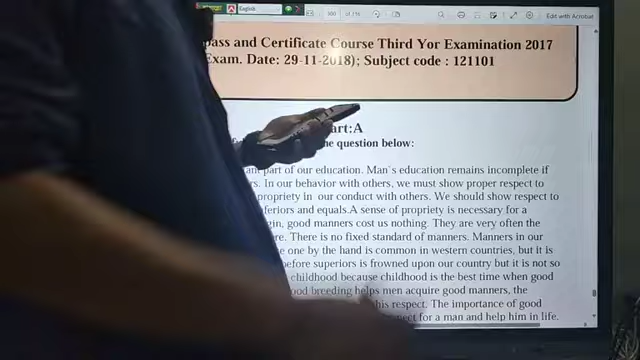 English
Edit with Acrobat
pass and Certificate Course Third Yor Examination 2017
Exam. Date: 29-11-2018); Subject code : 121101
art:A
he question below:
part of our education. Man's education remains incomplete if
rs. In our behavior with others, we must show proper respect to
propriety in our conduct with others. We should show respect to
feriors and equals.A sense of propriety is necessary for a
gin, good manners cost us nothing. They are very often the
re. There is no fixed standard of manners. Manners in our
e one by the hand is common in western countries, but it is
before superiors is frowned upon our country but it is not so
childhood because childhood is the best time when good
ood breeding helps men acquire good manners, the
his respect. The importance of good
pect for a man and help him in life.